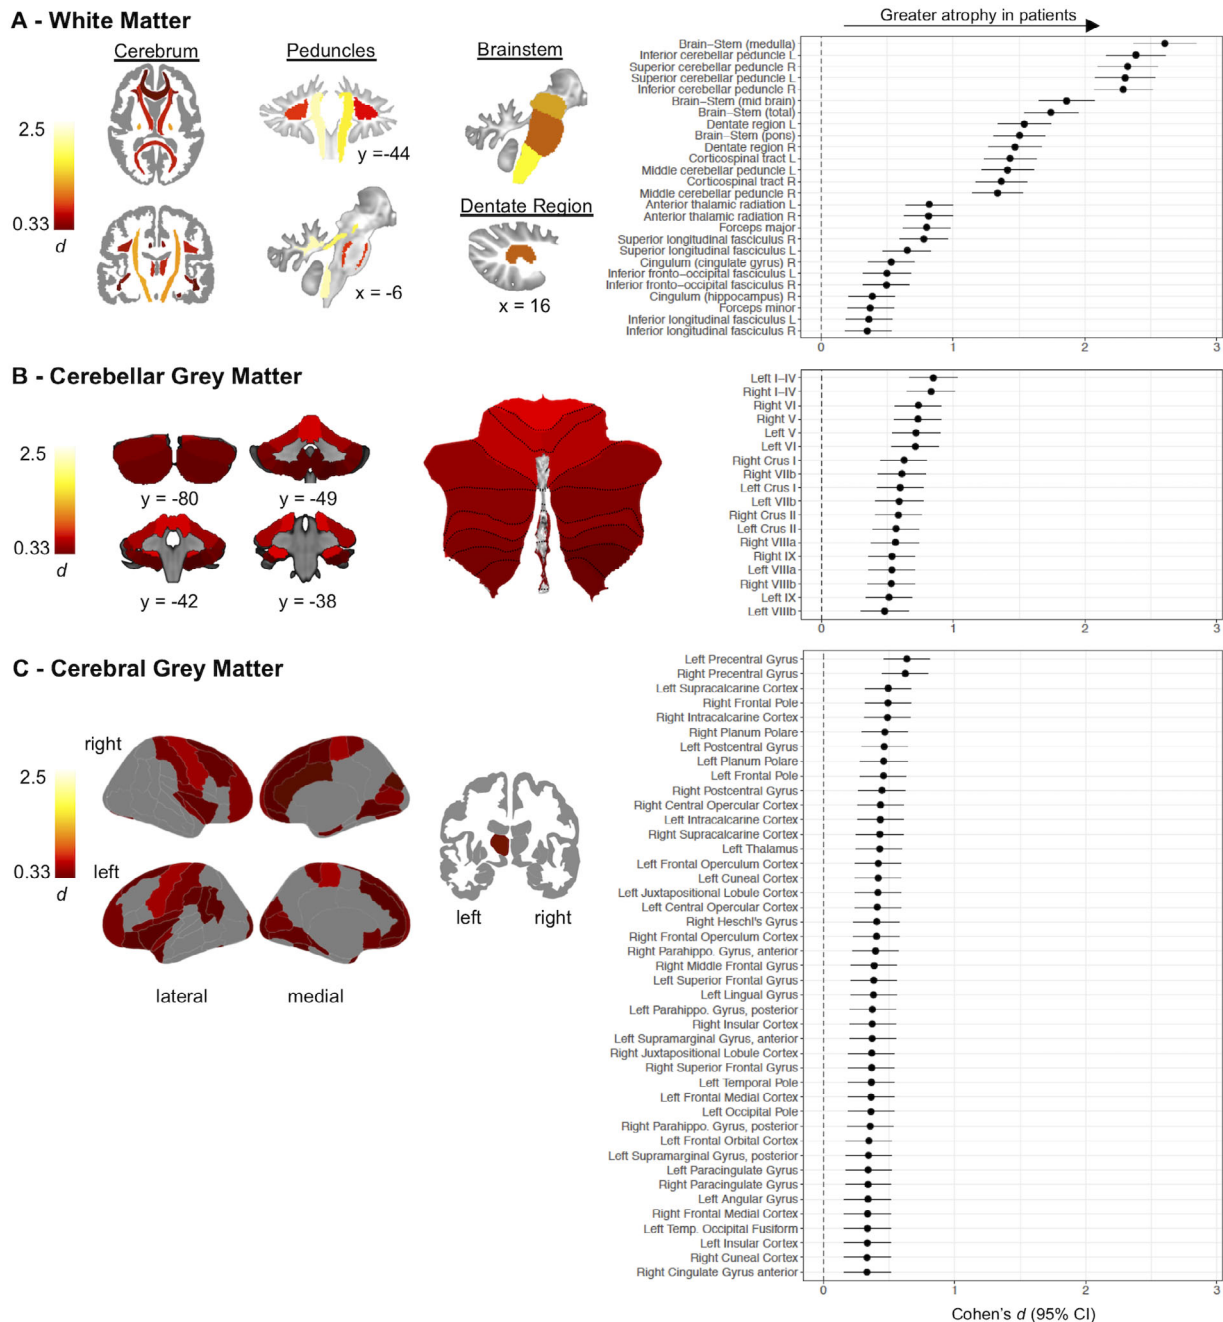 A - White Matter
Cerebrum
Peduncles
Brainstem
2.5
0.33
d
y =-44
x = -6
Dentate Region
x = 16
Greater atrophy in patients
Brain-Stem (medulla)
Inferior cerebellar peduncle L
Superior cerebellar peduncle R
Superior cerebellar peduncle L
Inferior cerebellar peduncle R
Brain-Stem (mid brain)
Brain-Stem (total)
Dentate region L
Brain-Stem (pons)
Dentate region R
Corticospinal tract L
Middle cerebellar peduncle L
Corticospinal tract R
Middle cerebellar peduncle R
Anterior thalamic radiation L
Anterior thalamic radiation R
Forceps major
Superior longitudinal fasciculus R
Superior longitudinal fasciculus L
Cingulum (cingulate gyrus) R
Inferior fronto-occipital fasciculus L
Inferior fronto-occipital fasciculus R
Cingulum (hippocampus) R
Forceps minor
Inferior longitudinal fasciculus L
Inferior longitudinal fasciculus R
0 1 2 3
B - Cerebellar Grey Matter
2.5
0.33
d
y = -80
y = -49
y = -42
y = -38
Left I-IV
Right I-IV
Right VI
Right V
Left V
Left VI
Right Crus I
Right VIIb
Left Crus I
Left VIIb
Right Crus II
Left Crus II
Right VIIIa
Right IX
Left VIIIa
Right VIIIb
Left IX
Left VIIIb
0 1 2 3
C - Cerebral Grey Matter
2.5
0.33
d
right
left
lateral
medial
left
right
Left Precentral Gyrus
Right Precentral Gyrus
Left Supracalcarine Cortex
Right Frontal Pole
Right Intracalcarine Cortex
Right Planum Polare
Left Postcentral Gyrus
Left Planum Polare
Left Frontal Pole
Right Postcentral Gyrus
Right Central Opercular Cortex
Left Intracalcarine Cortex
Right Supracalcarine Cortex
Left Thalamus
Left Frontal Operculum Cortex
Left Cuneal Cortex
Left Juxtapositional Lobule Cortex
Left Central Opercular Cortex
Right Heschl's Gyrus
Right Frontal Operculum Cortex
Right Parahippo. Gyrus, anterior
Right Middle Frontal Gyrus
Left Superior Frontal Gyrus
Left Lingual Gyrus
Left Parahippo. Gyrus, posterior
Right Insular Cortex
Left Supramarginal Gyrus, anterior
Right Juxtapositional Lobule Cortex
Right Superior Frontal Gyrus
Left Temporal Pole
Left Frontal Medial Cortex
Left Occipital Pole
Right Parahippo. Gyrus, posterior
Left Frontal Orbital Cortex
Left Supramarginal Gyrus, posterior
Left Paracingulate Gyrus
Right Paracingulate Gyrus
Left Angular Gyrus
Right Frontal Medial Cortex
Left Temp. Occipital Fusiform
Left Insular Cortex
Right Cuneal Cortex
Right Cingulate Gyrus anterior
0 1 2 3
Cohen's d (95% CI)